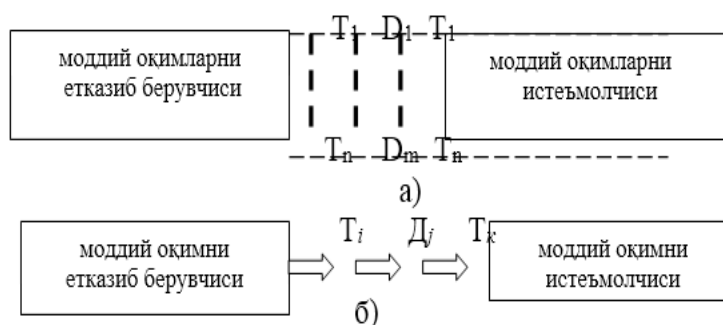 T₁ D₁ T₁
моддий оқимларни
етказиб берувчиси
моддий оқимларни
истеъмолчиси
Tₙ Dₘ Tₙ
а)
Tᵢ Дⱼ Tₖ
моддий оқимни
етказиб берувчиси
моддий оқимни
истеъмолчиси
б)